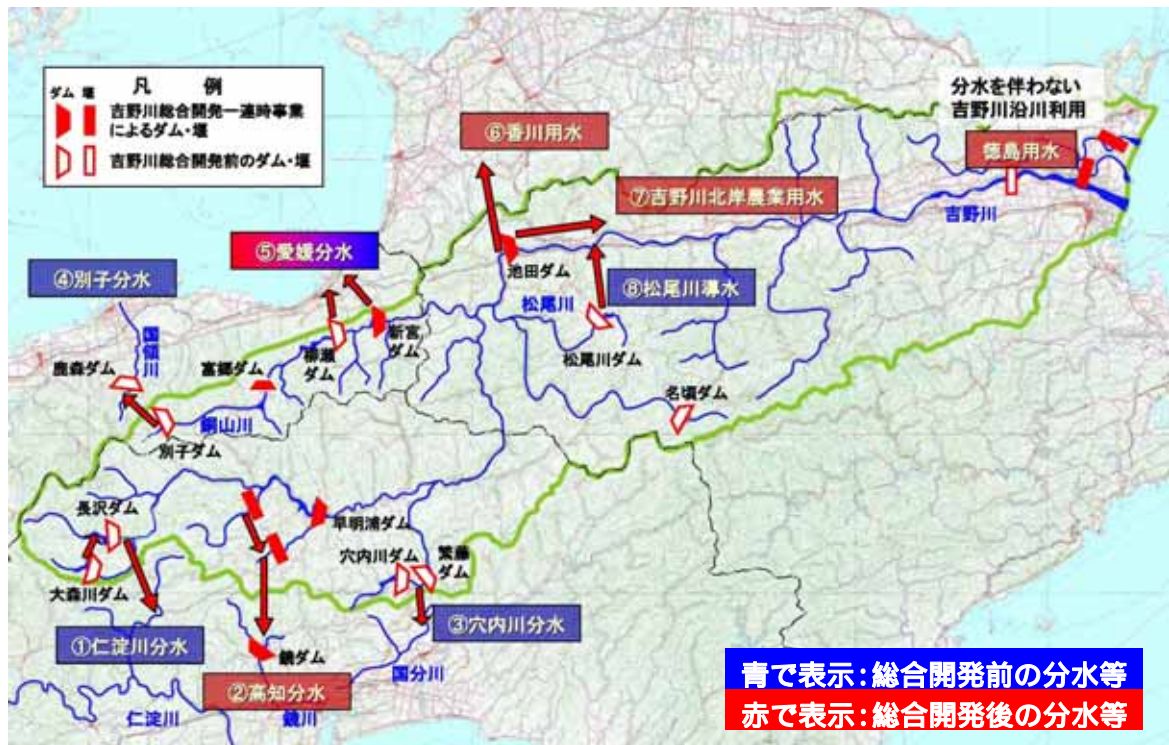 凡 例
ダム 堰
吉野川総合開発一連時事業
によるダム・堰
吉野川総合開発前のダム・堰
分水を伴わない
吉野川沿川利用
⑥香川用水
徳島用水
⑦吉野川北岸農業用水
吉野川
⑤愛媛分水
池田ダム
④別子分水
松尾川
⑧松尾川導水
国領川
新宮
ダム
柳瀬
ダム
松尾川ダム
鹿森ダム
富郷ダム
名頃ダム
銅山川
別子ダム
長沢ダム
早明浦ダム
穴内川ダム
繁藤
ダム
大森川ダム
①仁淀川分水
③穴内川分水
鏡ダム
国分川
②高知分水
仁淀川
鏡川
青で表示:総合開発前の分水等
赤で表示:総合開発後の分水等